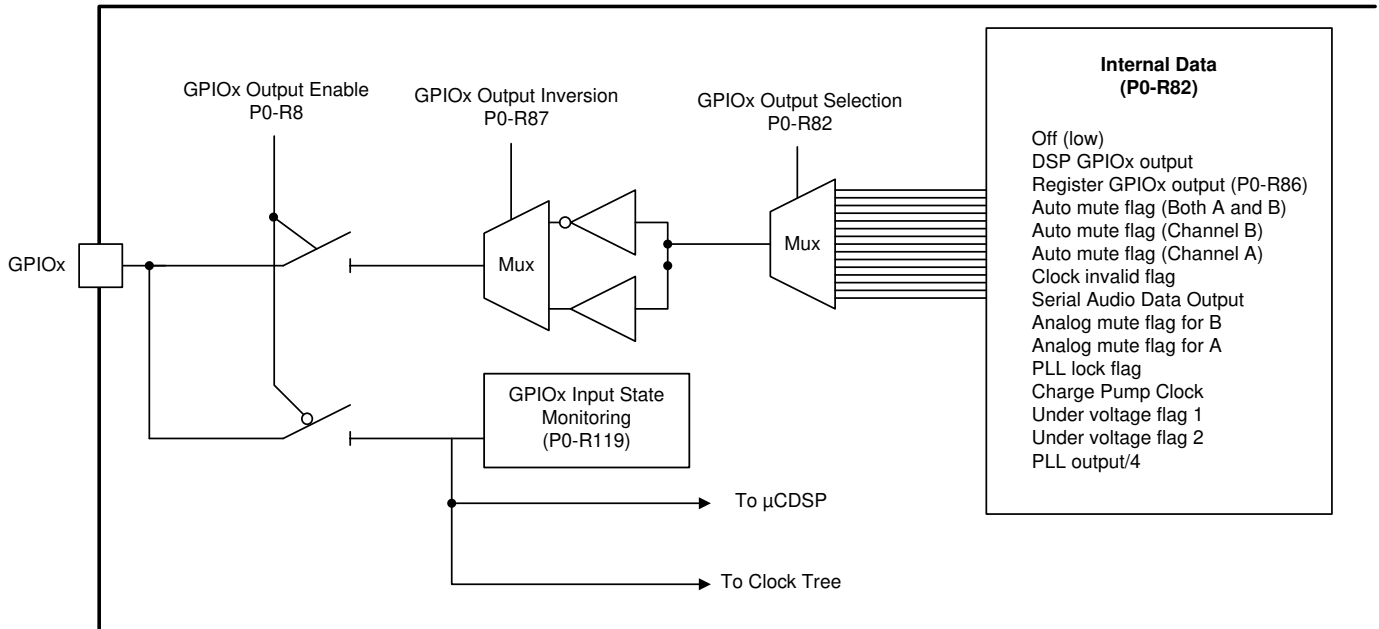 GPIOx Output Enable
P0-R8
GPIOx Output Inversion
P0-R87
GPIOx Output Selection
P0-R82
Internal Data
(P0-R82)
Off (low)
DSP GPIOx output
Register GPIOx output (P0-R86)
Auto mute flag (Both A and B)
Auto mute flag (Channel B)
Auto mute flag (Channel A)
Clock invalid flag
Serial Audio Data Output
Analog mute flag for B
Analog mute flag for A
PLL lock flag
Charge Pump Clock
Under voltage flag 1
Under voltage flag 2
PLL output/4
GPIOx
Mux
Mux
GPIOx Input State
Monitoring
(P0-R119)
To µCDSP
To Clock Tree